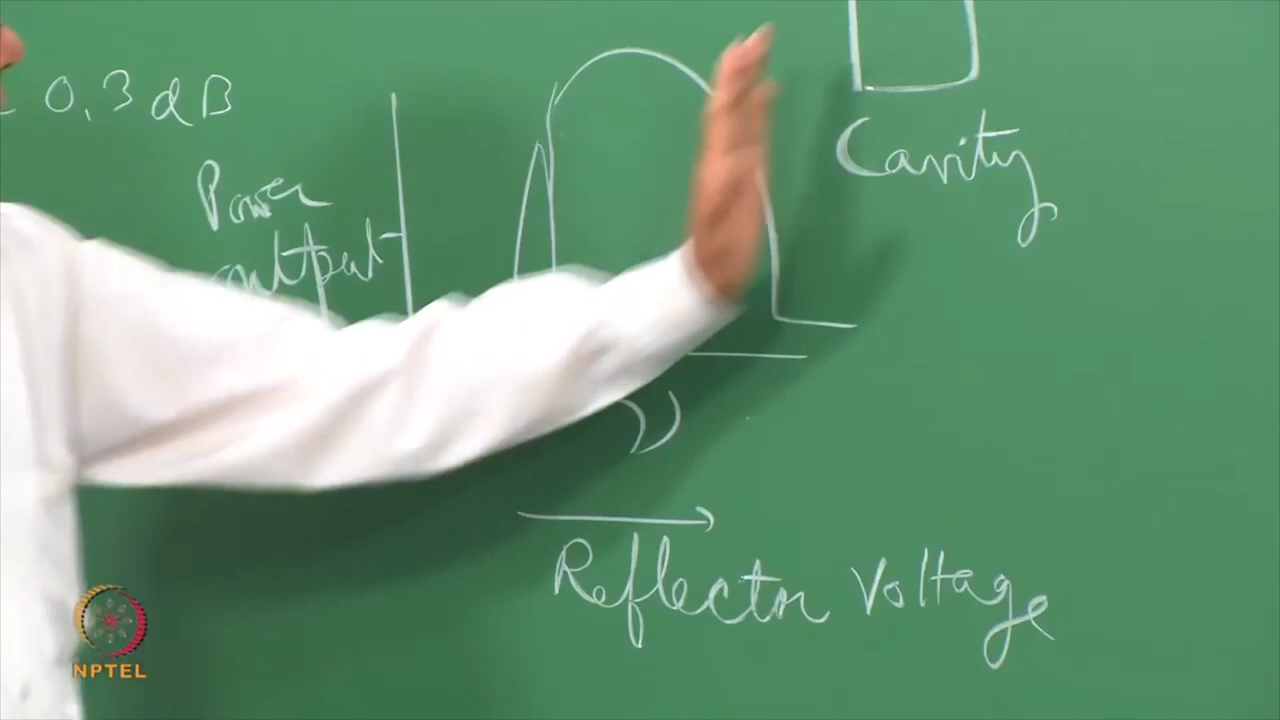 0.3 dB
Power
output
Cavity
Reflector Voltage
NPTEL